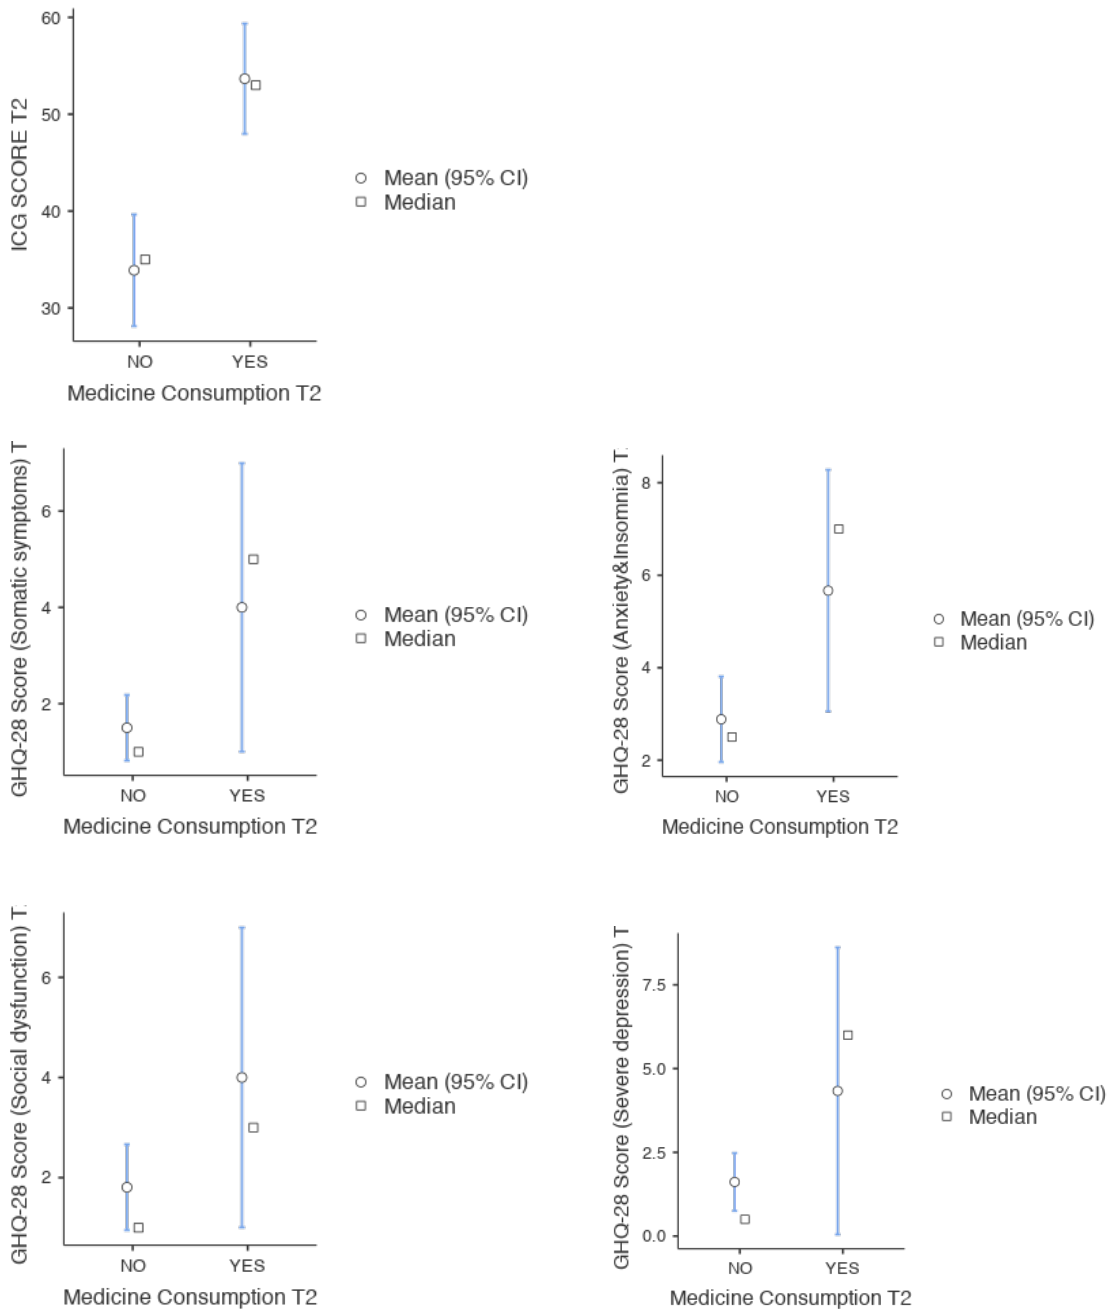 ICG SCORE T2
60
50
40
30
NO YES
Medicine Consumption T2
Mean (95% CI)
Median
GHQ-28 Score (Somatic symptoms) T
6
4
2
NO YES
Medicine Consumption T2
Mean (95% CI)
Median
GHQ-28 Score (Anxiety&Insomnia) T
8
6
4
2
NO YES
Medicine Consumption T2
Mean (95% CI)
Median
GHQ-28 Score (Social dysfunction) T
6
4
2
NO YES
Medicine Consumption T2
Mean (95% CI)
Median
GHQ-28 Score (Severe depression) T
7.5
5.0
2.5
0.0
NO YES
Medicine Consumption T2
Mean (95% CI)
Median